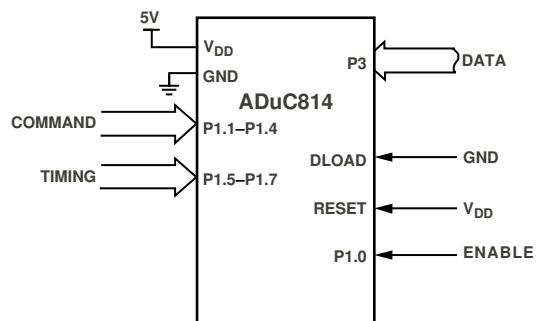 5V
VDD
GND
ADuC814
P3
DATA
COMMAND
P1.1–P1.4
TIMING
P1.5–P1.7
DLOAD
GND
RESET
VDD
P1.0
ENABLE